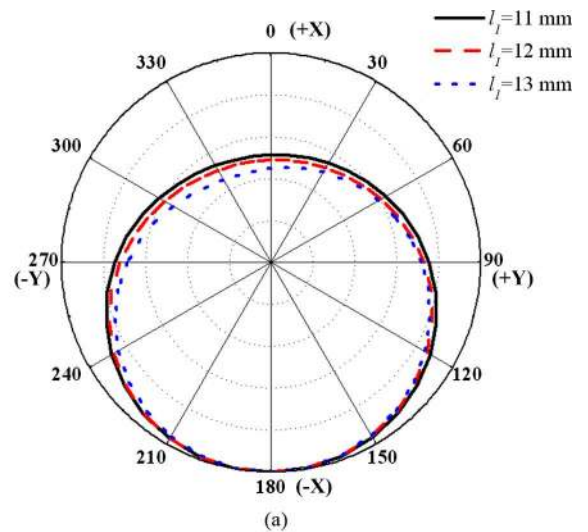 0 (+X)
l₁=11 mm
l₁=12 mm
l₁=13 mm
330
30
300
60
270
(-Y)
90
(+Y)
240
120
210
150
180 (-X)
(a)